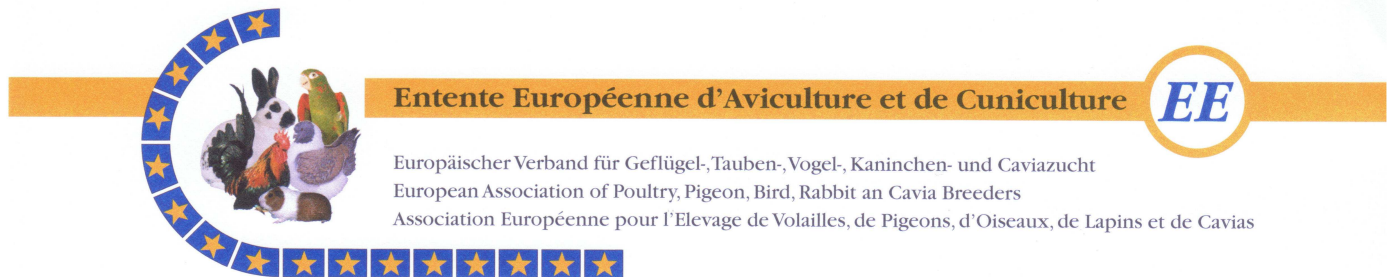 Entente Européenne d'Aviculture et de Cuniculture
EE
Europäischer Verband für Geflügel-, Tauben-, Vogel-, Kaninchen- und Caviazucht
European Association of Poultry, Pigeon, Bird, Rabbit an Cavia Breeders
Association Européenne pour l'Elevage de Volailles, de Pigeons, d'Oiseaux, de Lapins et de Cavias